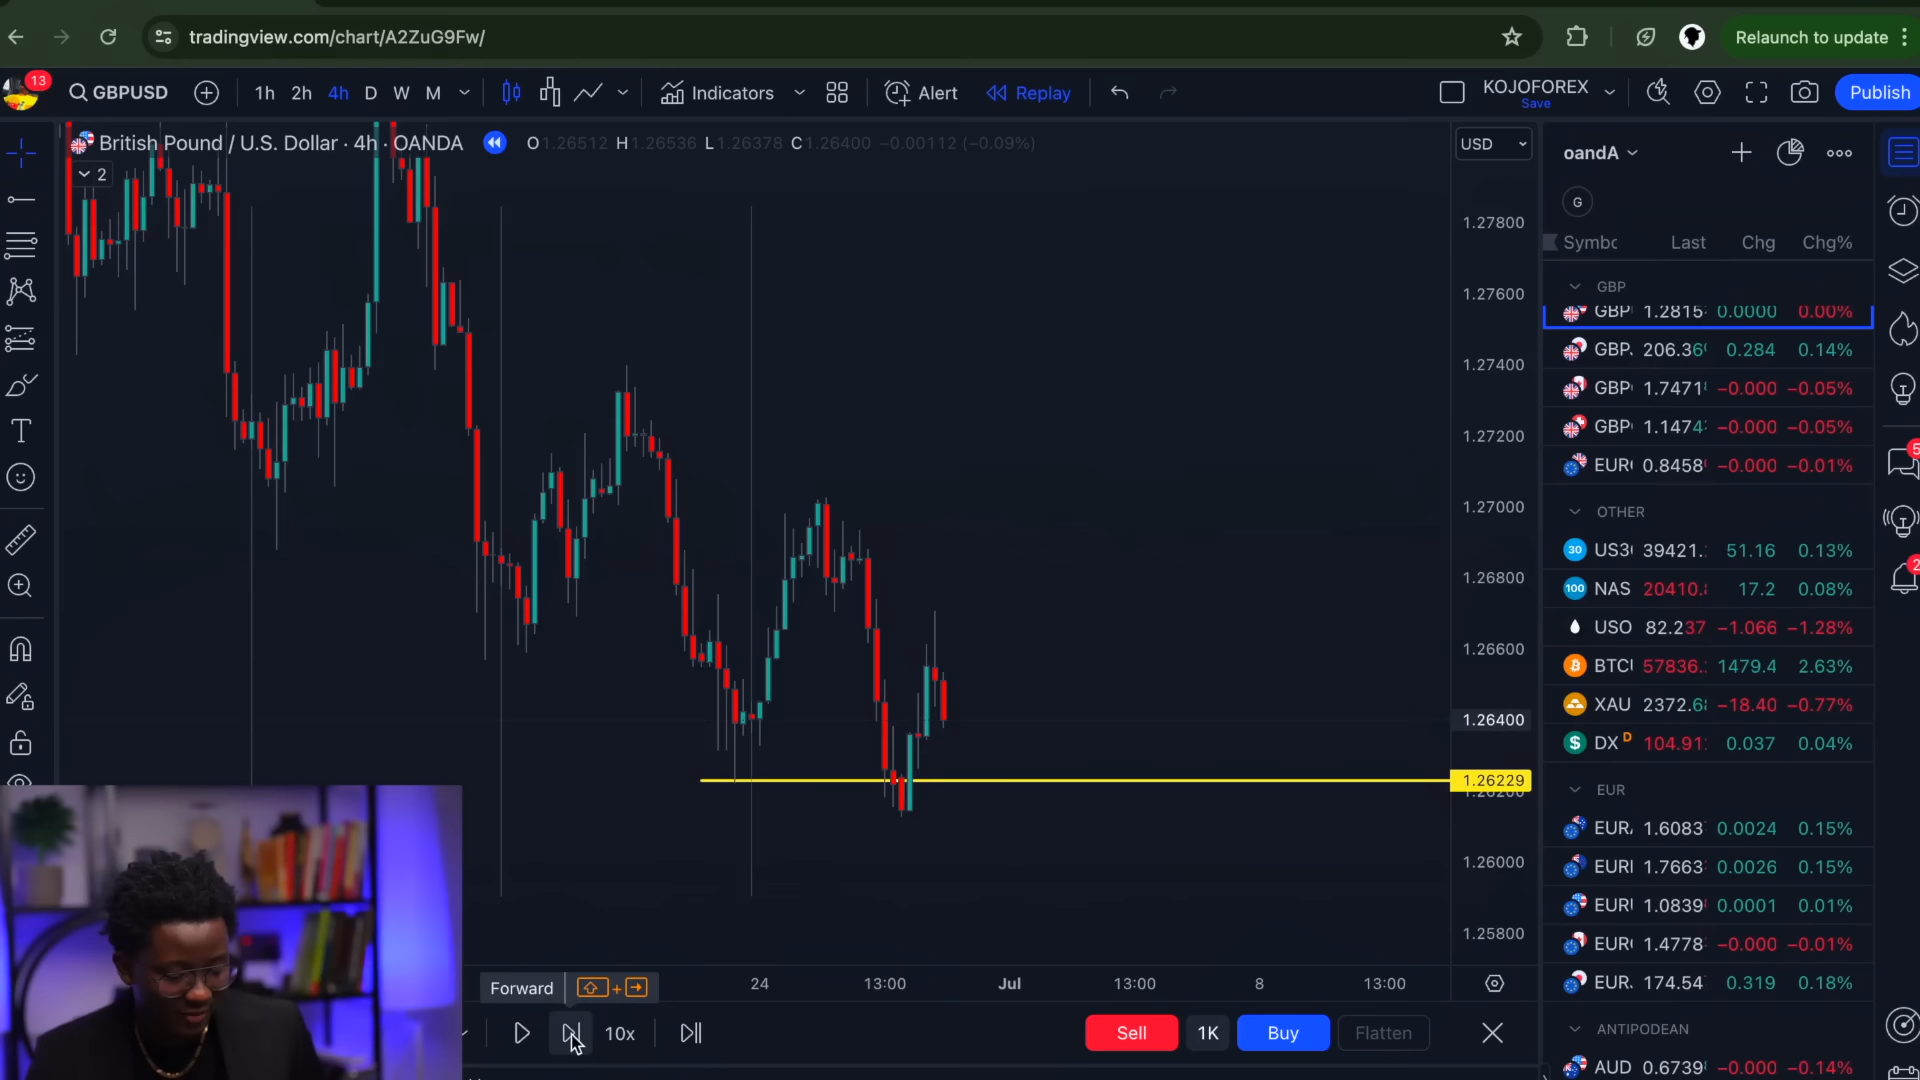 tradingview.com/chart/A2ZuG9Fw/
Relaunch to update
13
GBPUSD
1h 2h 4h D W M
Indicators
Alert
Replay
KOJOFOREX
Save
Publish
British Pound / U.S. Dollar · 4h · OANDA
O1.26512 H1.26536 L1.26378 C1.26400 −0.00112 (−0.09%)
2
USD
1.27800
1.27600
1.27400
1.27200
1.27000
1.26800
1.26600
1.26400
1.26229
1.26200
1.26000
1.25800
24 13:00 Jul 13:00 8 13:00
Forward
+
10x
Sell 1K Buy Flatten
oandA
G
Last Chg Chg%
GBP
GBP 1.2815 0.0000 0.00%
GBP 206.36 0.284 0.14%
GBP 1.7471 −0.000 −0.05%
GBP 1.1474 −0.000 −0.05%
EUR 0.8458 −0.000 −0.01%
OTHER
30 US3 39421. 51.16 0.13%
100 NAS 20410. 17.2 0.08%
USO 82.237 −1.066 −1.28%
BTC 57836. 1479.4 2.63%
XAU 2372.6 −18.40 −0.77%
DX D 104.91 0.037 0.04%
EUR
EUR 1.6083 0.0024 0.15%
EUR 1.7663 0.0026 0.15%
EUR 1.0839 0.0001 0.01%
EUR 1.4778 −0.000 −0.01%
EUR 174.54 0.319 0.18%
ANTIPODEAN
AUD 0.6739 −0.000 −0.14%
5
2